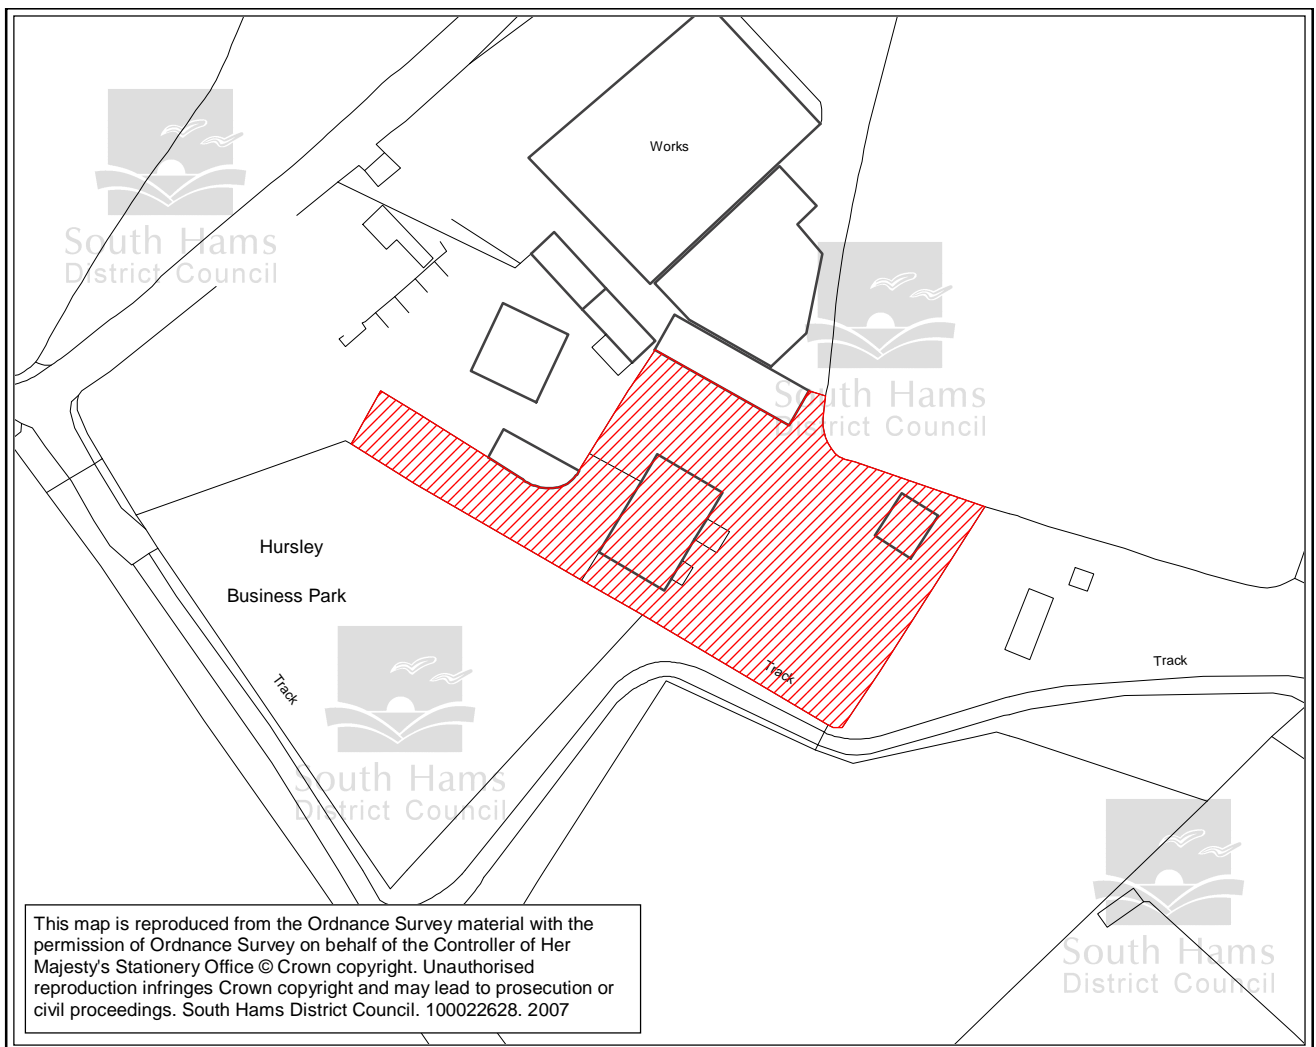 Works
South Hams
District Council
South Hams
District Council
Hursley
Business Park
Track
Track
Track
South Hams
District Council
This map is reproduced from the Ordnance Survey material with the
permission of Ordnance Survey on behalf of the Controller of Her
Majesty's Stationery Office © Crown copyright. Unauthorised
reproduction infringes Crown copyright and may lead to prosecution or
civil proceedings. South Hams District Council. 100022628. 2007
South Hams
District Council